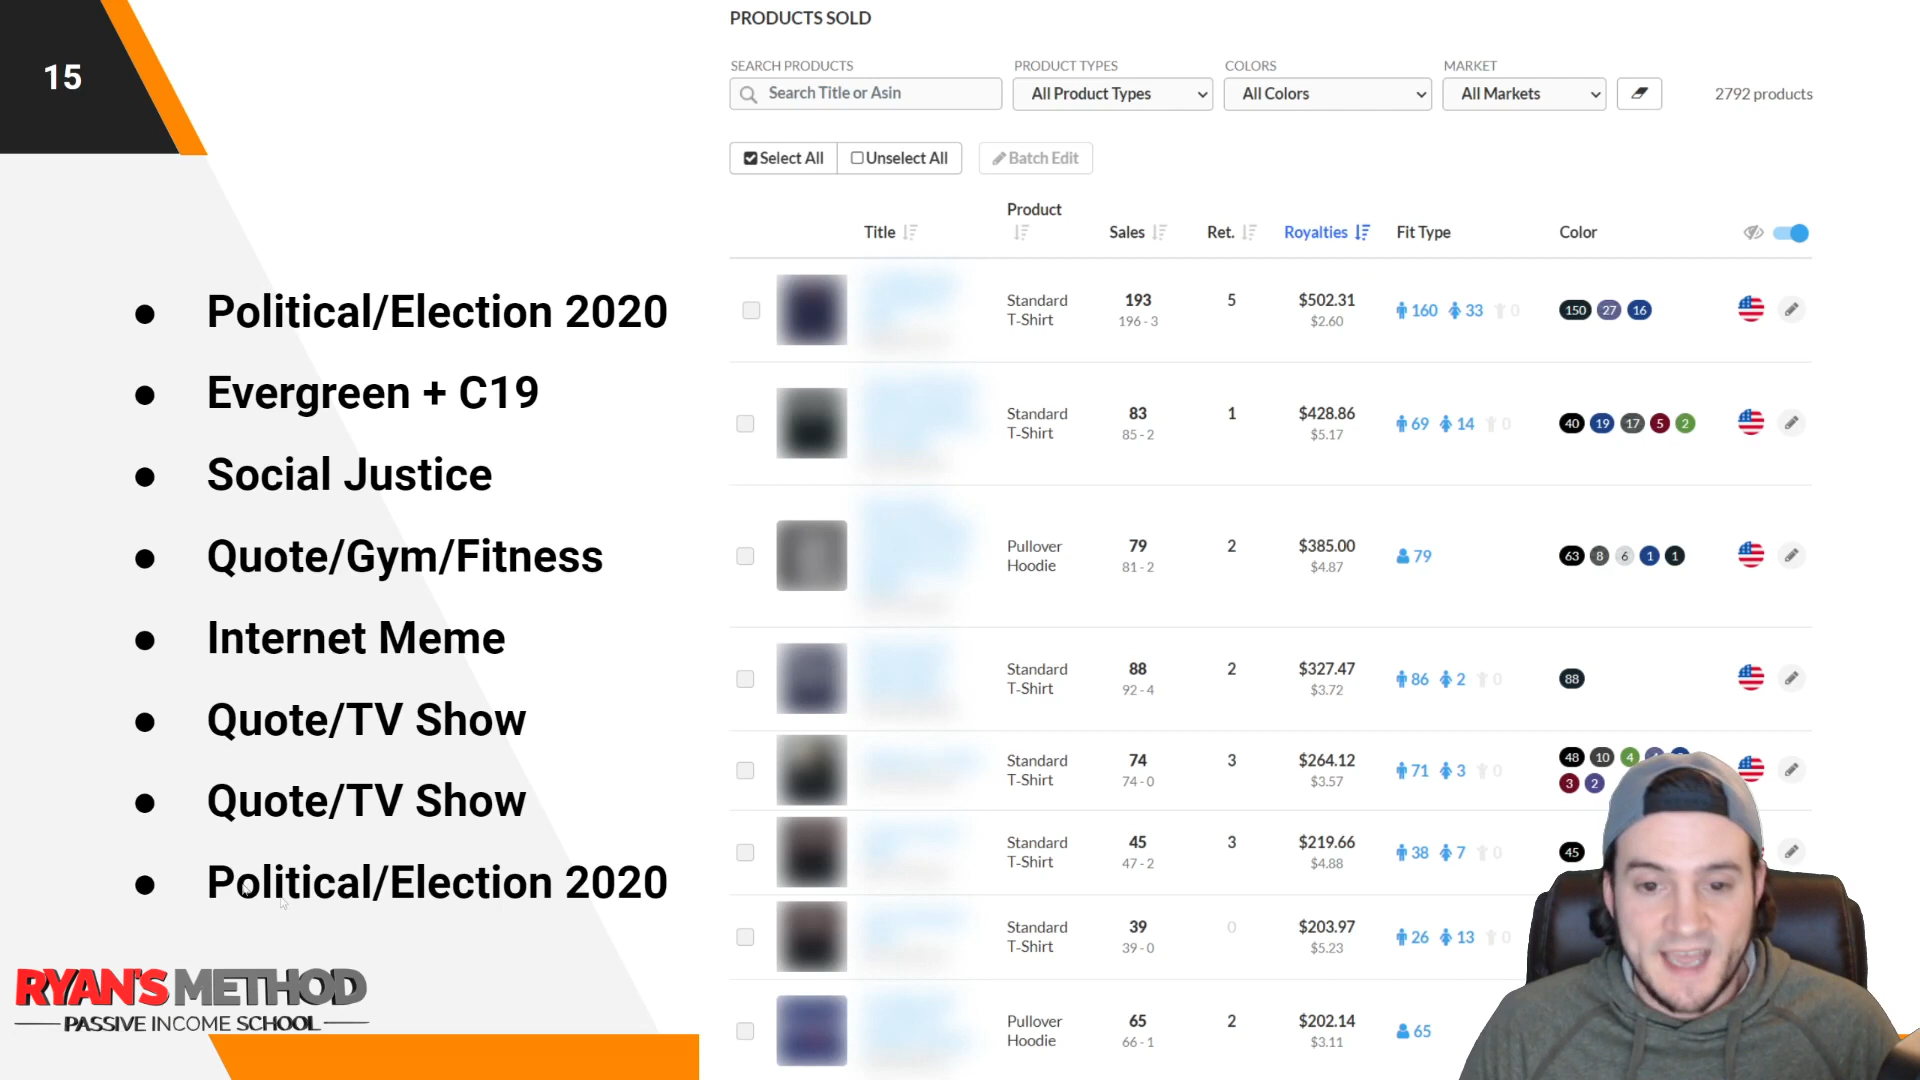 15
Political/Election 2020
Evergreen + C19
Social Justice
Quote/Gym/Fitness
Internet Meme
Quote/TV Show
Quote/TV Show
Political/Election 2020
RYAN'S METHOD
PASSIVE INCOME SCHOOL
PRODUCTS SOLD
SEARCH PRODUCTS PRODUCT TYPES COLORS MARKET
Search Title or Asin All Product Types All Colors All Markets 2792 products
Select All Unselect All Batch Edit
Title Product Sales Ret. Royalties Fit Type Color
Standard 193 5 $502.31 160 33 0 150 27 16
T-Shirt 196 - 3 $2.60
Standard 83 1 $428.86 69 14 0 40 19 17 5 2
T-Shirt 85 - 2 $5.17
Pullover 79 2 $385.00 79 63 8 6 1 1
Hoodie 81 - 2 $4.87
Standard 88 2 $327.47 86 2 0 88
T-Shirt 92 - 4 $3.72
Standard 74 3 $264.12 71 3 0 48 10 4
T-Shirt 74 - 0 $3.57 3 2
Standard 45 3 $219.66 38 7 0 45
T-Shirt 47 - 2 $4.88
Standard 39 0 $203.97 26 13 0
T-Shirt 39 - 0 $5.23
Pullover 65 2 $202.14 65
Hoodie 66 - 1 $3.11